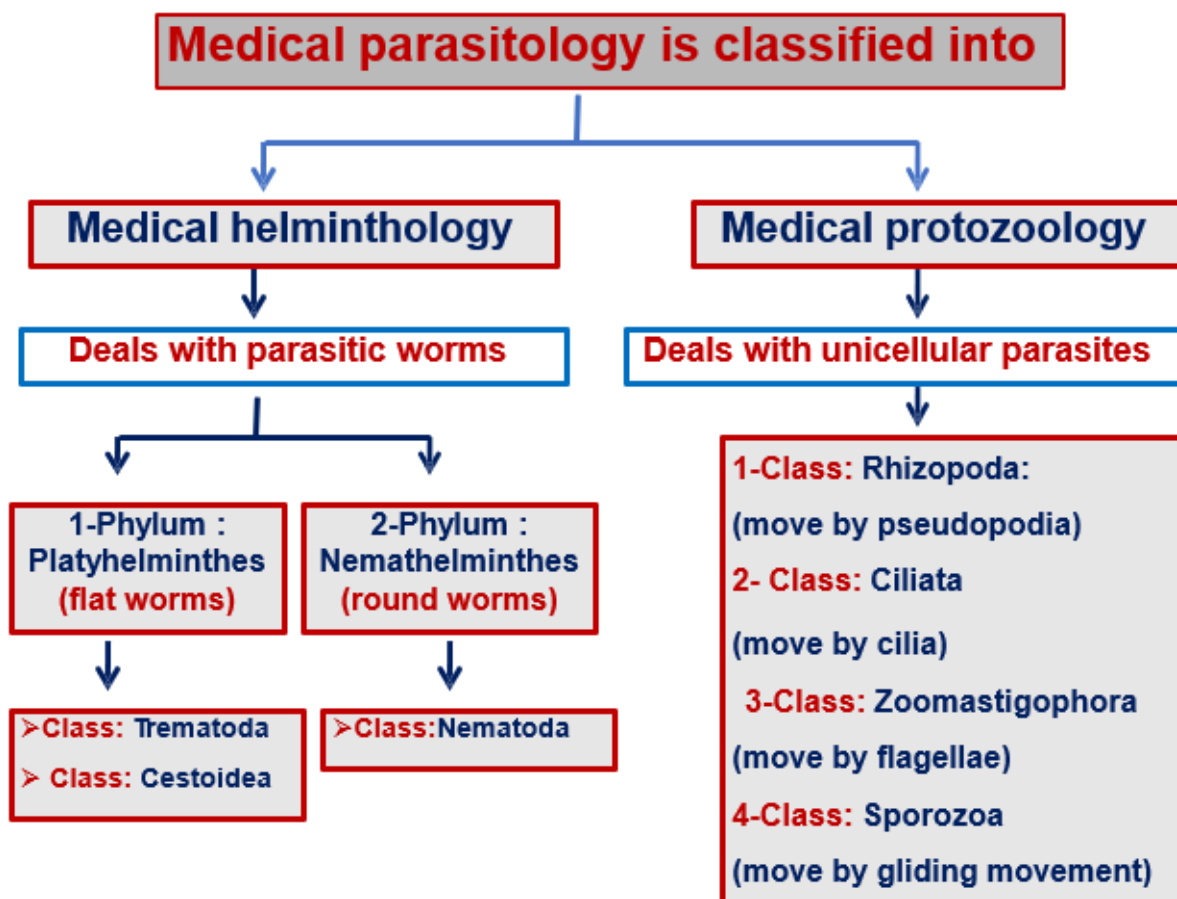 Medical parasitology is classified into
Medical helminthology
Medical protozoology
Deals with parasitic worms
Deals with unicellular parasites
1-Phylum :
Platyhelminthes
(flat worms)
2-Phylum :
Nemathelminthes
(round worms)
➢Class: Trematoda
➢ Class: Cestoidea
➢Class:Nematoda
1-Class: Rhizopoda:
(move by pseudopodia)
2- Class: Ciliata
(move by cilia)
3-Class: Zoomastigophora
(move by flagellae)
4-Class: Sporozoa
(move by gliding movement)